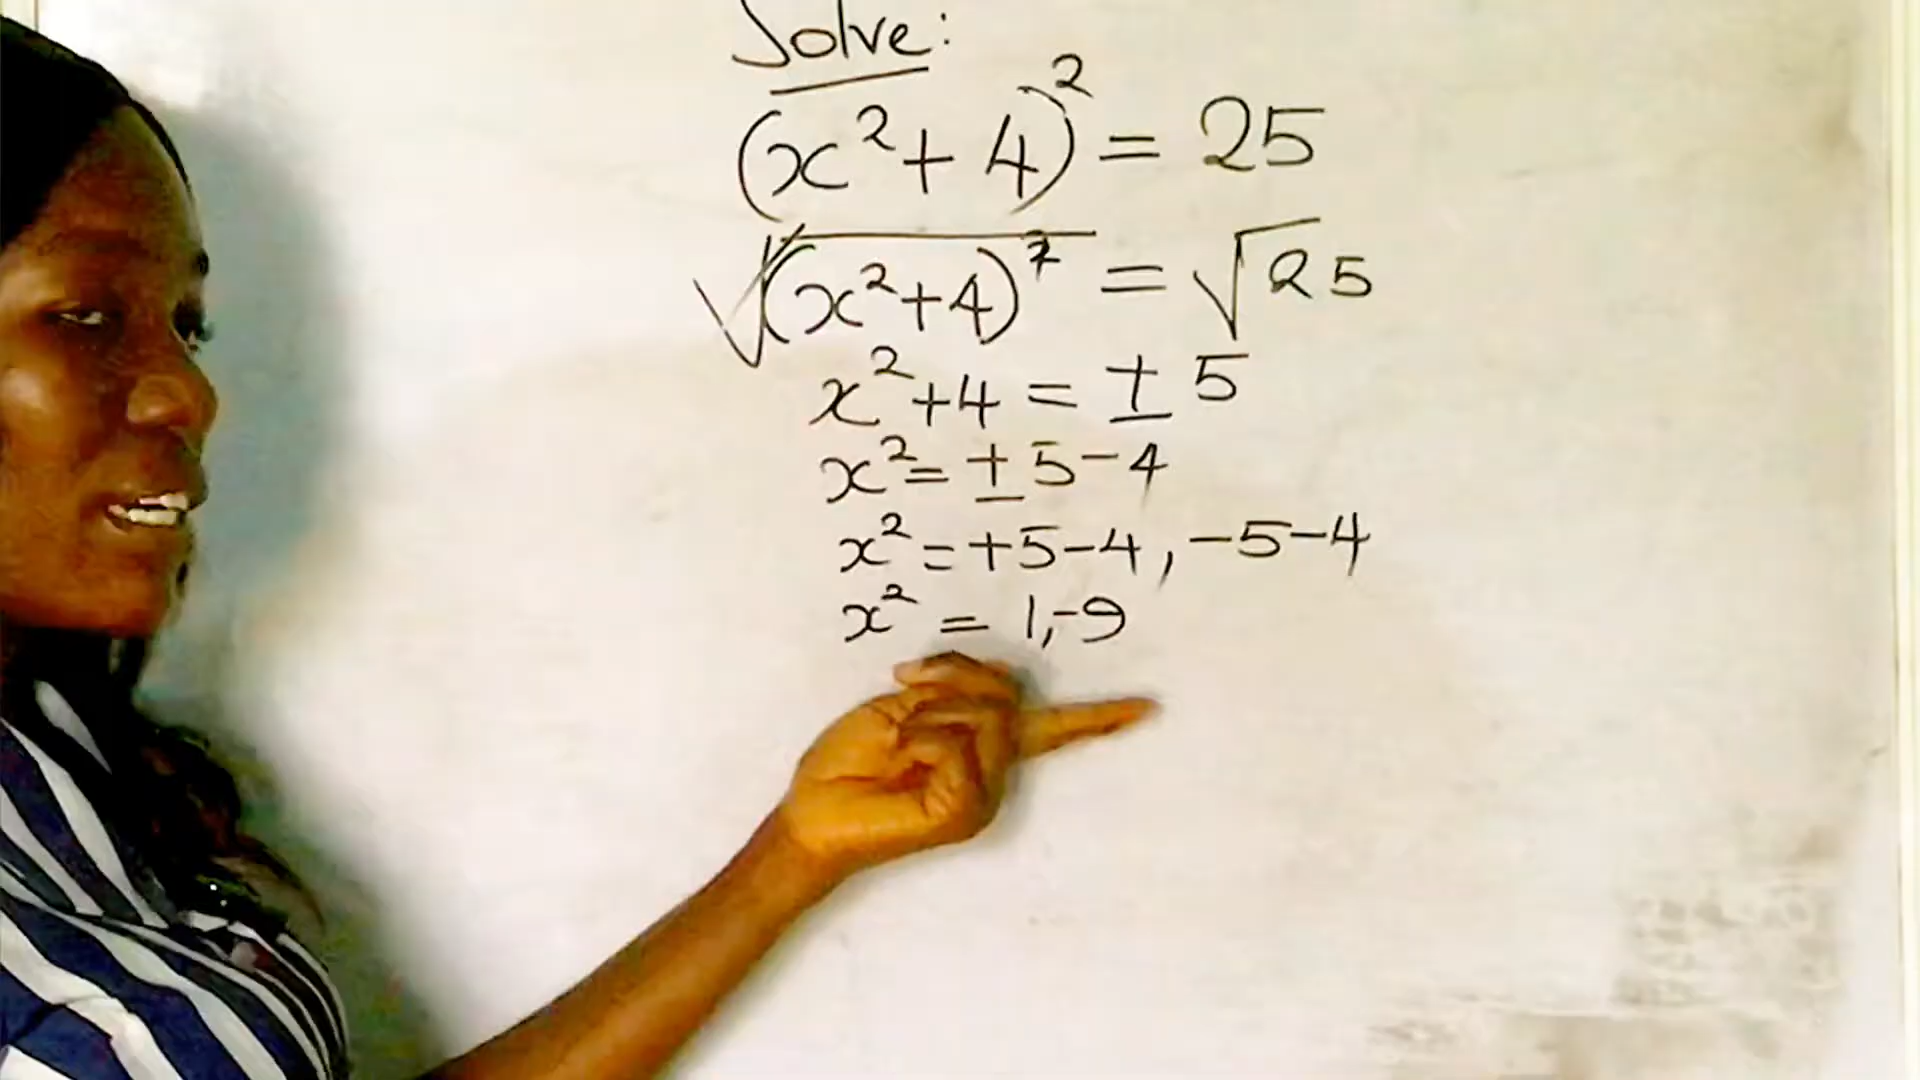 Solve:
(x²+4)² = 25
√(x²+4)² = √25
x²+4 = ±5
x² = ±5-4
x² = +5-4, -5-4
x² = 1,-9